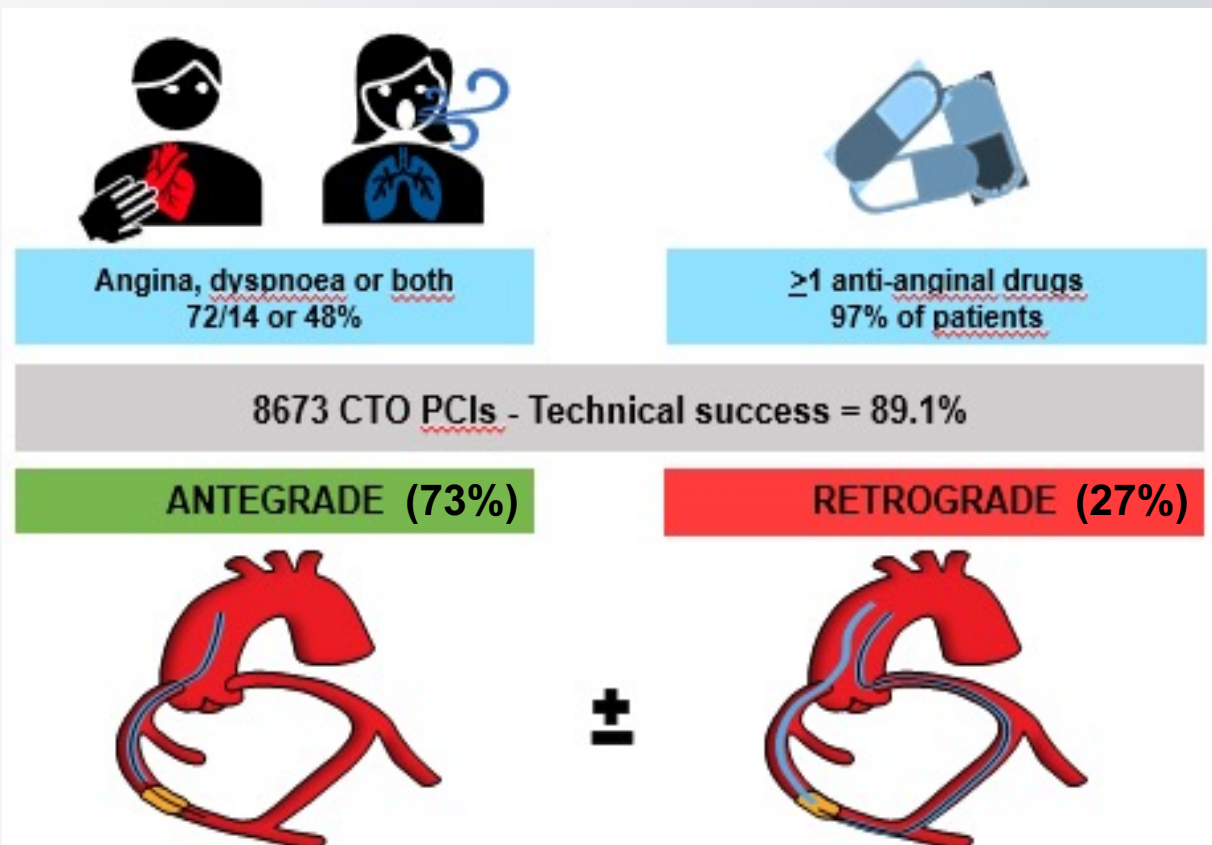 Angina, dyspnoea or both
72/14 or 48%
≥1 anti-anginal drugs
97% of patients
8673 CTO PCIs - Technical success = 89.1%
ANTEGRADE (73%)
RETROGRADE (27%)
±